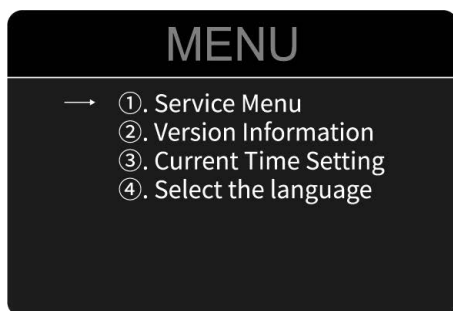 MENU
→ ①. Service Menu
②. Version Information
③. Current Time Setting
④. Select the language